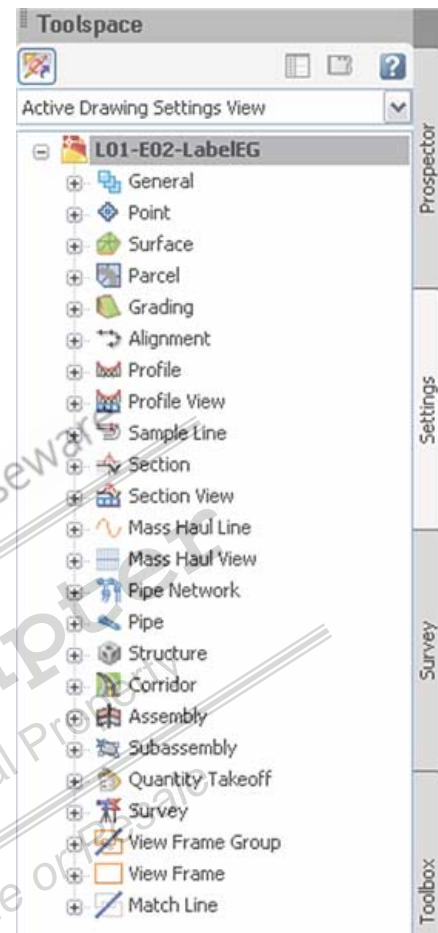 Toolspace
Active Drawing Settings View
L01-E02-LabelEG
General
Point
Surface
Parcel
Grading
Alignment
Profile
Profile View
Sample Line
Section
Section View
Mass Haul Line
Mass Haul View
Pipe Network
Pipe
Structure
Corridor
Assembly
Subassembly
Quantity Takeoff
Survey
View Frame Group
View Frame
Match Line
Prospector
Settings
Survey
Toolbox